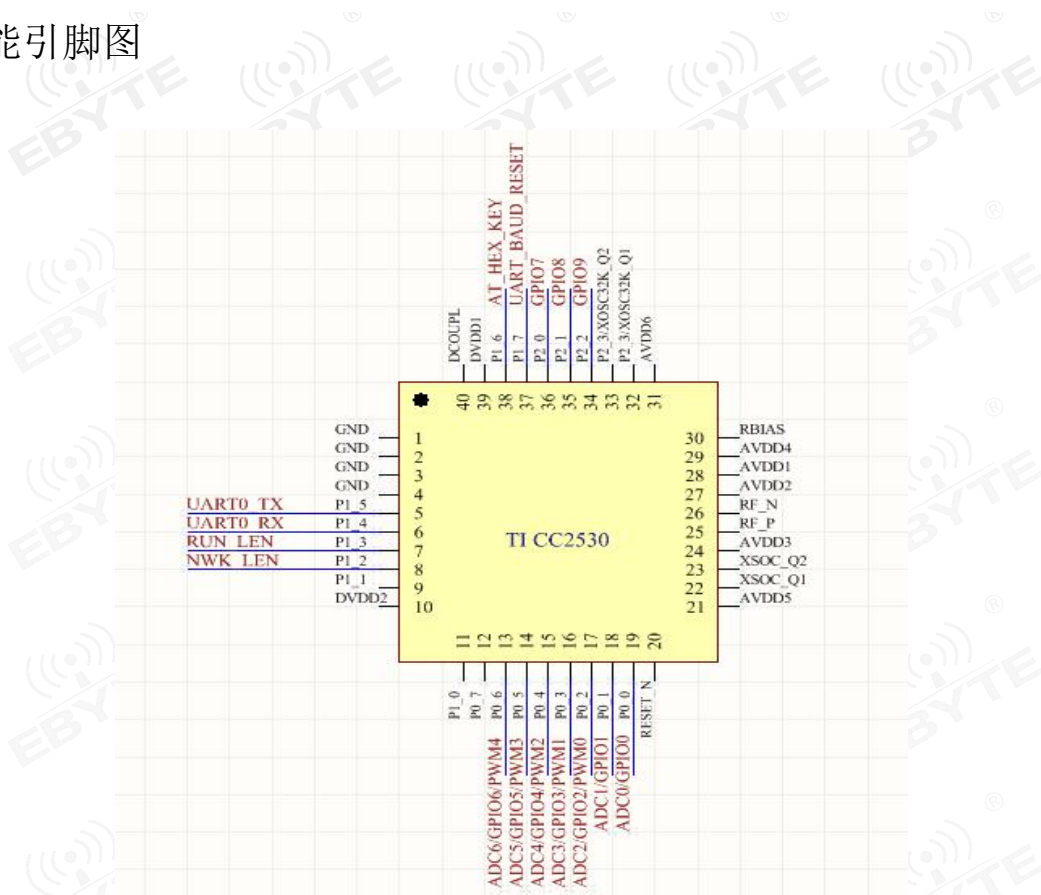 能引脚图
AT_HEX_KEY
UART_BAUD_RESET
GPIO7
GPIO8
GPIO9
DCOUPL
DVDD1
P1_6
P1_7
P2_0
P2_1
P2_2
P2_3/XOSC32K_Q2
P2_3/XOSC32K_Q1
AVDD6
40 39 38 37 36 35 34 33 32 31
GND 1
GND 2
GND 3
GND 4
UART0_TX P1_5 5
UART0_RX P1_4 6
RUN_LEN P1_3 7
NWK_LEN P1_2 8
P1_1 9
DVDD2 10
TI CC2530
30 RBIAS
29 AVDD4
28 AVDD1
27 AVDD2
26 RF_N
25 RF_P
24 AVDD3
23 XSOC_Q2
22 XSOC_Q1
21 AVDD5
11 12 13 14 15 16 17 18 19 20
P1_0
P0_7
P0_6
P0_5
P0_4
P0_3
P0_2
P0_1
P0_0
RESET_N
ADC6/GPIO6/PWM4
ADC5/GPIO5/PWM3
ADC4/GPIO4/PWM2
ADC3/GPIO3/PWM1
ADC2/GPIO2/PWM0
ADC1/GPIO1
ADC0/GPIO0
EBYTE